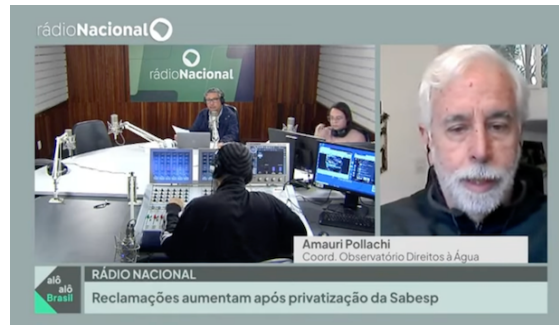 rádioNacional
rádioNacional
Amauri Pollachi
Coord. Observatório Direitos à Água
alô
alô
Brasil
RÁDIO NACIONAL
Reclamações aumentam após privatização da Sabesp